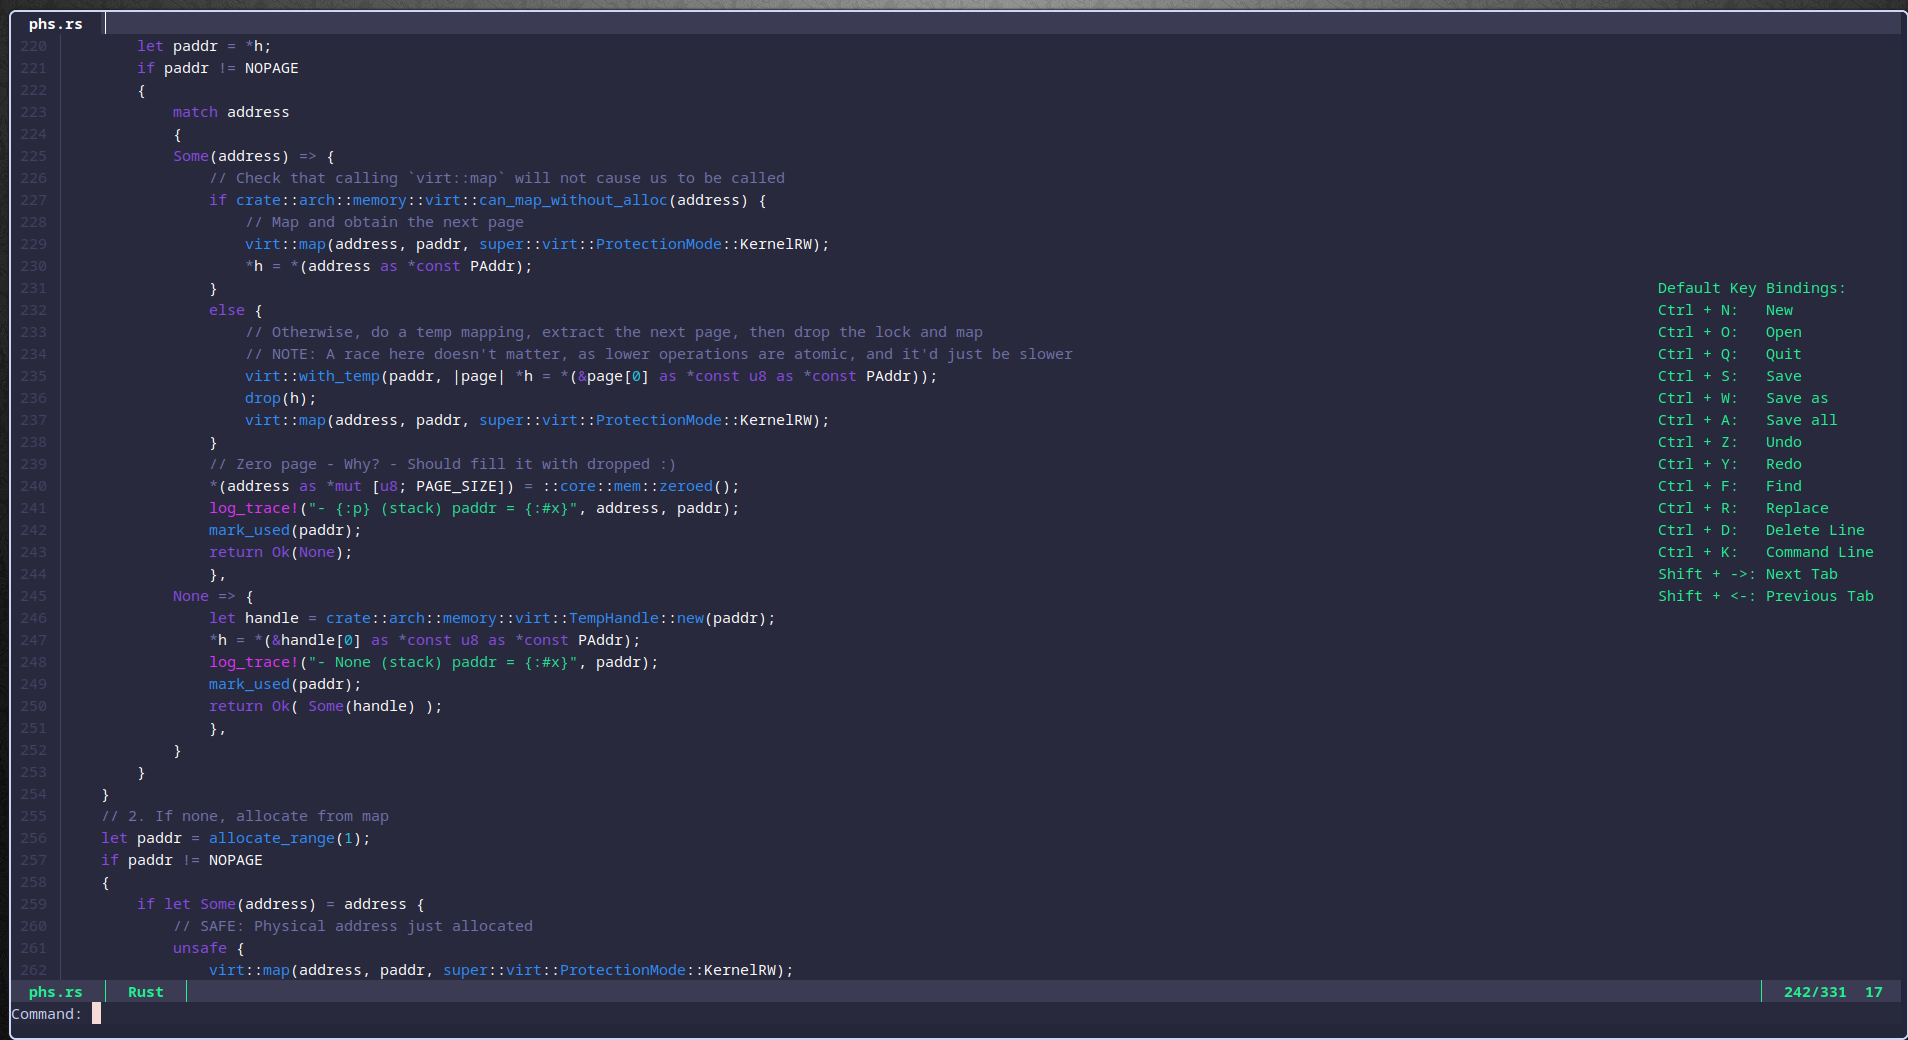 phs.rs
220         let paddr = *h;
221         if paddr != NOPAGE
222         {
223             match address
224             {
225             Some(address) => {
226                 // Check that calling `virt::map` will not cause us to be called
227                 if crate::arch::memory::virt::can_map_without_alloc(address) {
228                     // Map and obtain the next page
229                     virt::map(address, paddr, super::virt::ProtectionMode::KernelRW);
230                     *h = *(address as *const PAddr);
231                 }
232                 else {
233                     // Otherwise, do a temp mapping, extract the next page, then drop the lock and map
234                     // NOTE: A race here doesn't matter, as lower operations are atomic, and it'd just be slower
235                     virt::with_temp(paddr, |page| *h = *(&page[0] as *const u8 as *const PAddr));
236                     drop(h);
237                     virt::map(address, paddr, super::virt::ProtectionMode::KernelRW);
238                 }
239                 // Zero page - Why? - Should fill it with dropped :)
240                 *(address as *mut [u8; PAGE_SIZE]) = ::core::mem::zeroed();
241                 log_trace!("- {:p} (stack) paddr = {:#x}", address, paddr);
242                 mark_used(paddr);
243                 return Ok(None);
244                 },
245             None => {
246                 let handle = crate::arch::memory::virt::TempHandle::new(paddr);
247                 *h = *(&handle[0] as *const u8 as *const PAddr);
248                 log_trace!("- None (stack) paddr = {:#x}", paddr);
249                 mark_used(paddr);
250                 return Ok( Some(handle) );
251                 },
252             }
253         }
254     }
255     // 2. If none, allocate from map
256     let paddr = allocate_range(1);
257     if paddr != NOPAGE
258     {
259         if let Some(address) = address {
260             // SAFE: Physical address just allocated
261             unsafe {
262                 virt::map(address, paddr, super::virt::ProtectionMode::KernelRW);
Default Key Bindings:
Ctrl + N:   New
Ctrl + O:   Open
Ctrl + Q:   Quit
Ctrl + S:   Save
Ctrl + W:   Save as
Ctrl + A:   Save all
Ctrl + Z:   Undo
Ctrl + Y:   Redo
Ctrl + F:   Find
Ctrl + R:   Replace
Ctrl + D:   Delete Line
Ctrl + K:   Command Line
Shift + ->: Next Tab
Shift + <-: Previous Tab
phs.rs Rust 242/331 17
Command: